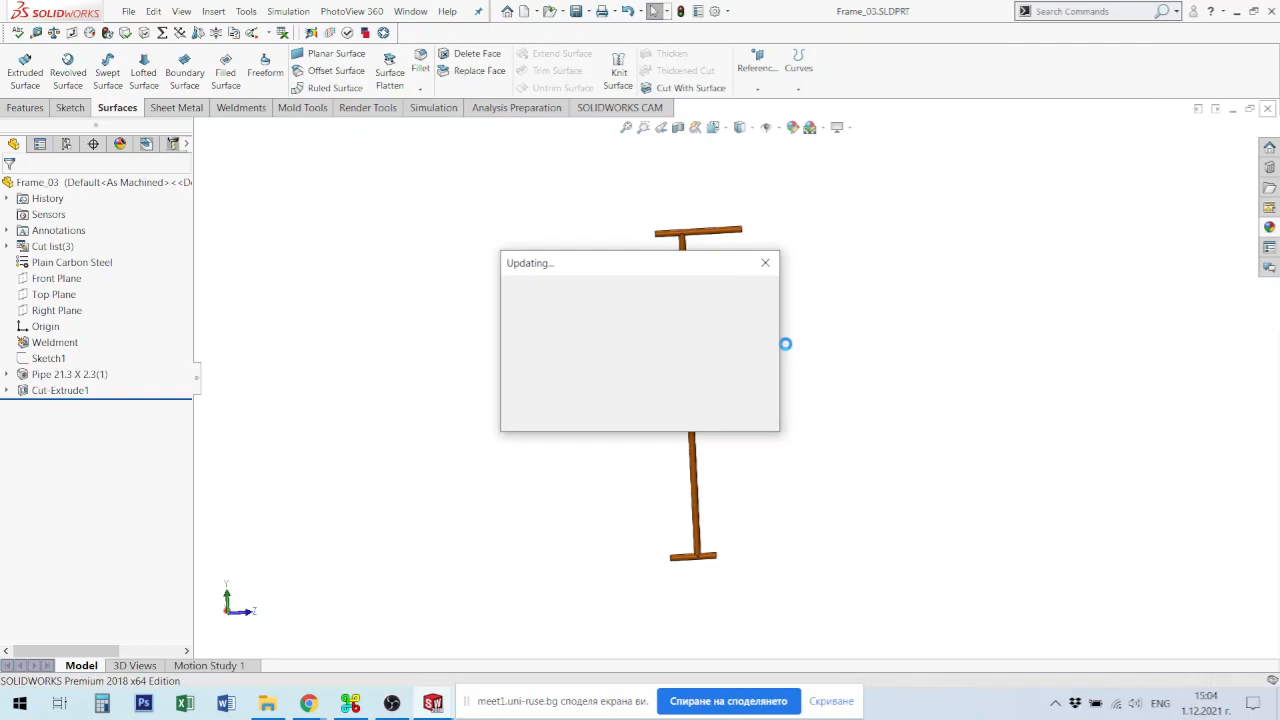 SOLIDWORKS File Edit View Insert Tools Simulation PhotoView 360 Window Help Frame_03.SLDPRT Search Commands
Extruded Surface
Revolved Surface
Swept Surface
Lofted Surface
Boundary Surface
Filled Surface
Freeform
Planar Surface
Offset Surface
Ruled Surface
Surface Flatten
Fillet
Delete Face
Replace Face
Extend Surface
Trim Surface
Untrim Surface
Knit Surface
Thicken
Thickened Cut
Cut With Surface
Referenc...
Curves
Features Sketch Surfaces Sheet Metal Weldments Mold Tools Render Tools Simulation Analysis Preparation SOLIDWORKS CAM
Frame_03 (Default<As Machined><<De
History
Sensors
Annotations
Cut list(3)
Plain Carbon Steel
Front Plane
Top Plane
Right Plane
Origin
Weldment
Sketch1
Pipe 21.3 X 2.3(1)
Cut-Extrude1
Updating...
Y
Z
Model 3D Views Motion Study 1
SOLIDWORKS Premium 2018 x64 Edition
meet1.uni-ruse.bg споделя екрана ви. Спиране на споделянето Скриване
ENG
15:04
1.12.2021 г.